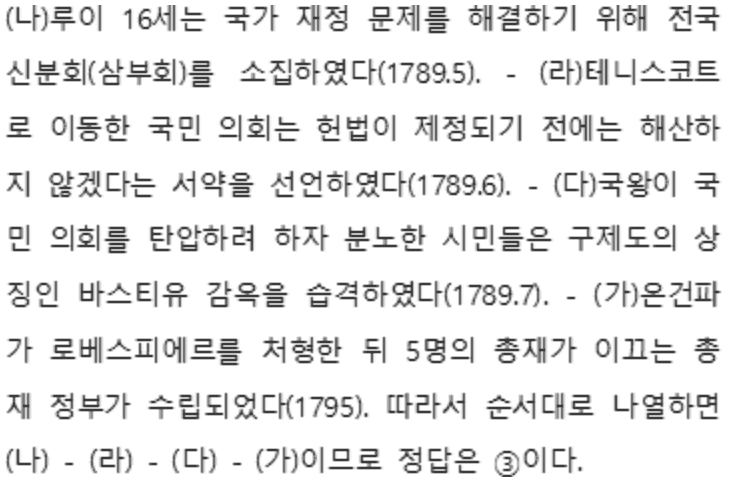 (나)루이 16세는 국가 재정 문제를 해결하기 위해 전국
신분회(삼부회)를 소집하였다(1789.5). - (라)테니스코트
로 이동한 국민 의회는 헌법이 제정되기 전에는 해산하
지 않겠다는 서약을 선언하였다(1789.6). - (다)국왕이 국
민 의회를 탄압하려 하자 분노한 시민들은 구제도의 상
징인 바스티유 감옥을 습격하였다(1789.7). - (가)온건파
가 로베스피에르를 처형한 뒤 5명의 총재가 이끄는 총
재 정부가 수립되었다(1795). 따라서 순서대로 나열하면
(나) - (라) - (다) - (가)이므로 정답은 ③이다.